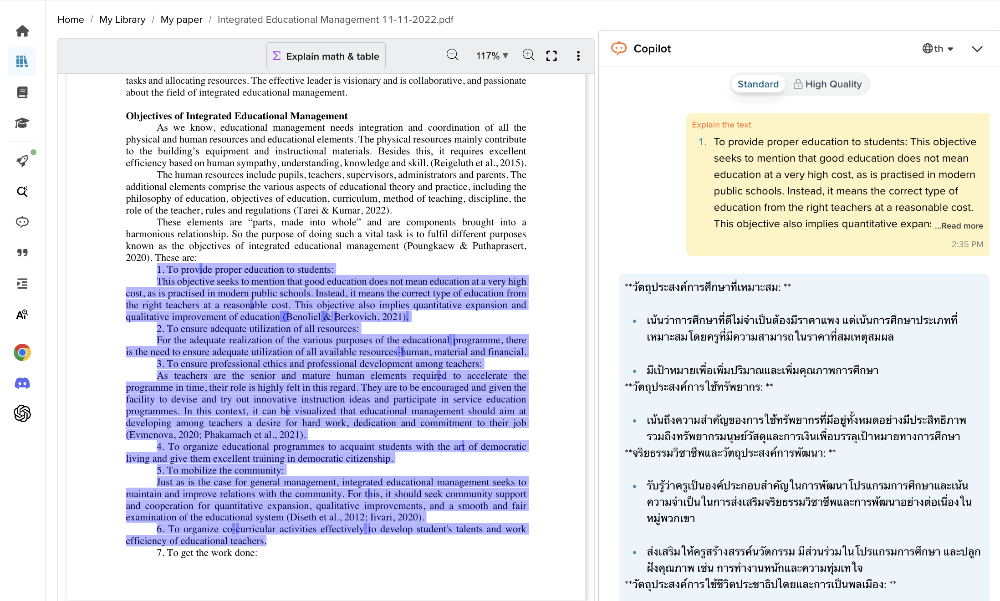 Home / My Library / My paper / Integrated Educational Management 11-11-2022.pdf
Explain math & table
117%
tasks and allocating resources. The effective leader is visionary and is collaborative, and passionate
about the field of integrated educational management.
Objectives of Integrated Educational Management
As we know, educational management needs integration and coordination of all the
physical and human resources and educational elements. The physical resources mainly contribute
to the building’s equipment and instructional materials. Besides this, it requires excellent
efficiency based on human sympathy, understanding, knowledge and skill. (Reigeluth et al., 2015).
The human resources include pupils, teachers, supervisors, administrators and parents. The
additional elements comprise the various aspects of educational theory and practice, including the
philosophy of education, objectives of education, curriculum, method of teaching, discipline, the
role of the teacher, rules and regulations (Tarei & Kumar, 2022).
These elements are “parts, made into whole” and are components brought into a
harmonious relationship. So the purpose of doing such a vital task is to fulfil different purposes
known as the objectives of integrated educational management (Poungkaew & Puthaprasert,
2020). These are:
1. To provide proper education to students:
This objective seeks to mention that good education does not mean education at a very high
cost, as is practised in modern public schools. Instead, it means the correct type of education from
the right teachers at a reasonable cost. This objective also implies quantitative expansion and
qualitative improvement of education (Benoliel & Berkovich, 2021).
2. To ensure adequate utilization of all resources:
For the adequate realization of the various purposes of the educational programme, there
is the need to ensure adequate utilization of all available resources-human, material and financial.
3. To ensure professional ethics and professional development among teachers:
As teachers are the senior and mature human elements required to accelerate the
programme in time, their role is highly felt in this regard. They are to be encouraged and given the
facility to devise and try out innovative instruction ideas and participate in service education
programmes. In this context, it can be visualized that educational management should aim at
developing among teachers a desire for hard work, dedication and commitment to their job
(Evmenova, 2020; Phakamach et al., 2021).
4. To organize educational programmes to acquaint students with the art of democratic
living and give them excellent training in democratic citizenship.
5. To mobilize the community:
Just as is the case for general management, integrated educational management seeks to
maintain and improve relations with the community. For this, it should seek community support
and cooperation for quantitative expansion, qualitative improvements, and a smooth and fair
examination of the educational system (Diseth et al., 2012; Iivari, 2020).
6. To organize co-curricular activities effectively to develop student's talents and work
efficiency of educational teachers.
7. To get the work done:
Copilot
th
Standard
High Quality
Explain the text
1. To provide proper education to students: This objective
seeks to mention that good education does not mean
education at a very high cost, as is practised in modern
public schools. Instead, it means the correct type of
education from the right teachers at a reasonable cost.
This objective also implies quantitative expans ...Read more
2:35 PM
**วัตถุประสงค์การศึกษาที่เหมาะสม: **
• เน้นว่าการศึกษาที่ดีไม่จำเป็นต้องมีราคาแพง แต่เน้นการศึกษาประเภทที่
เหมาะสมโดยครูที่มีความสามารถในราคาที่สมเหตุสมผล
• มีเป้าหมายเพื่อเพิ่มปริมาณและเพิ่มคุณภาพการศึกษา
**วัตถุประสงค์การใช้ทรัพยากร: **
• เน้นถึงความสำคัญของการใช้ทรัพยากรที่มีอยู่ทั้งหมดอย่างมีประสิทธิภาพ
รวมถึงทรัพยากรมนุษย์วัสดุและการเงินเพื่อบรรลุเป้าหมายทางการศึกษา
**จริยธรรมวิชาชีพและวัตถุประสงค์การพัฒนา: **
• รับรู้ว่าครูเป็นองค์ประกอบสำคัญในการพัฒนาโปรแกรมการศึกษาและเน้น
ความจำเป็นในการส่งเสริมจริยธรรมวิชาชีพและการพัฒนาอย่างต่อเนื่องใน
หมู่พวกเขา
• ส่งเสริมให้ครูสร้างสรรค์นวัตกรรม มีส่วนร่วมในโปรแกรมการศึกษา และปลูก
ฝังคุณภาพ เช่น การทำงานหนักและความทุ่มเทใจ
**วัตถุประสงค์การใช้ชีวิตประชาธิปไตยและการเป็นพลเมือง: **